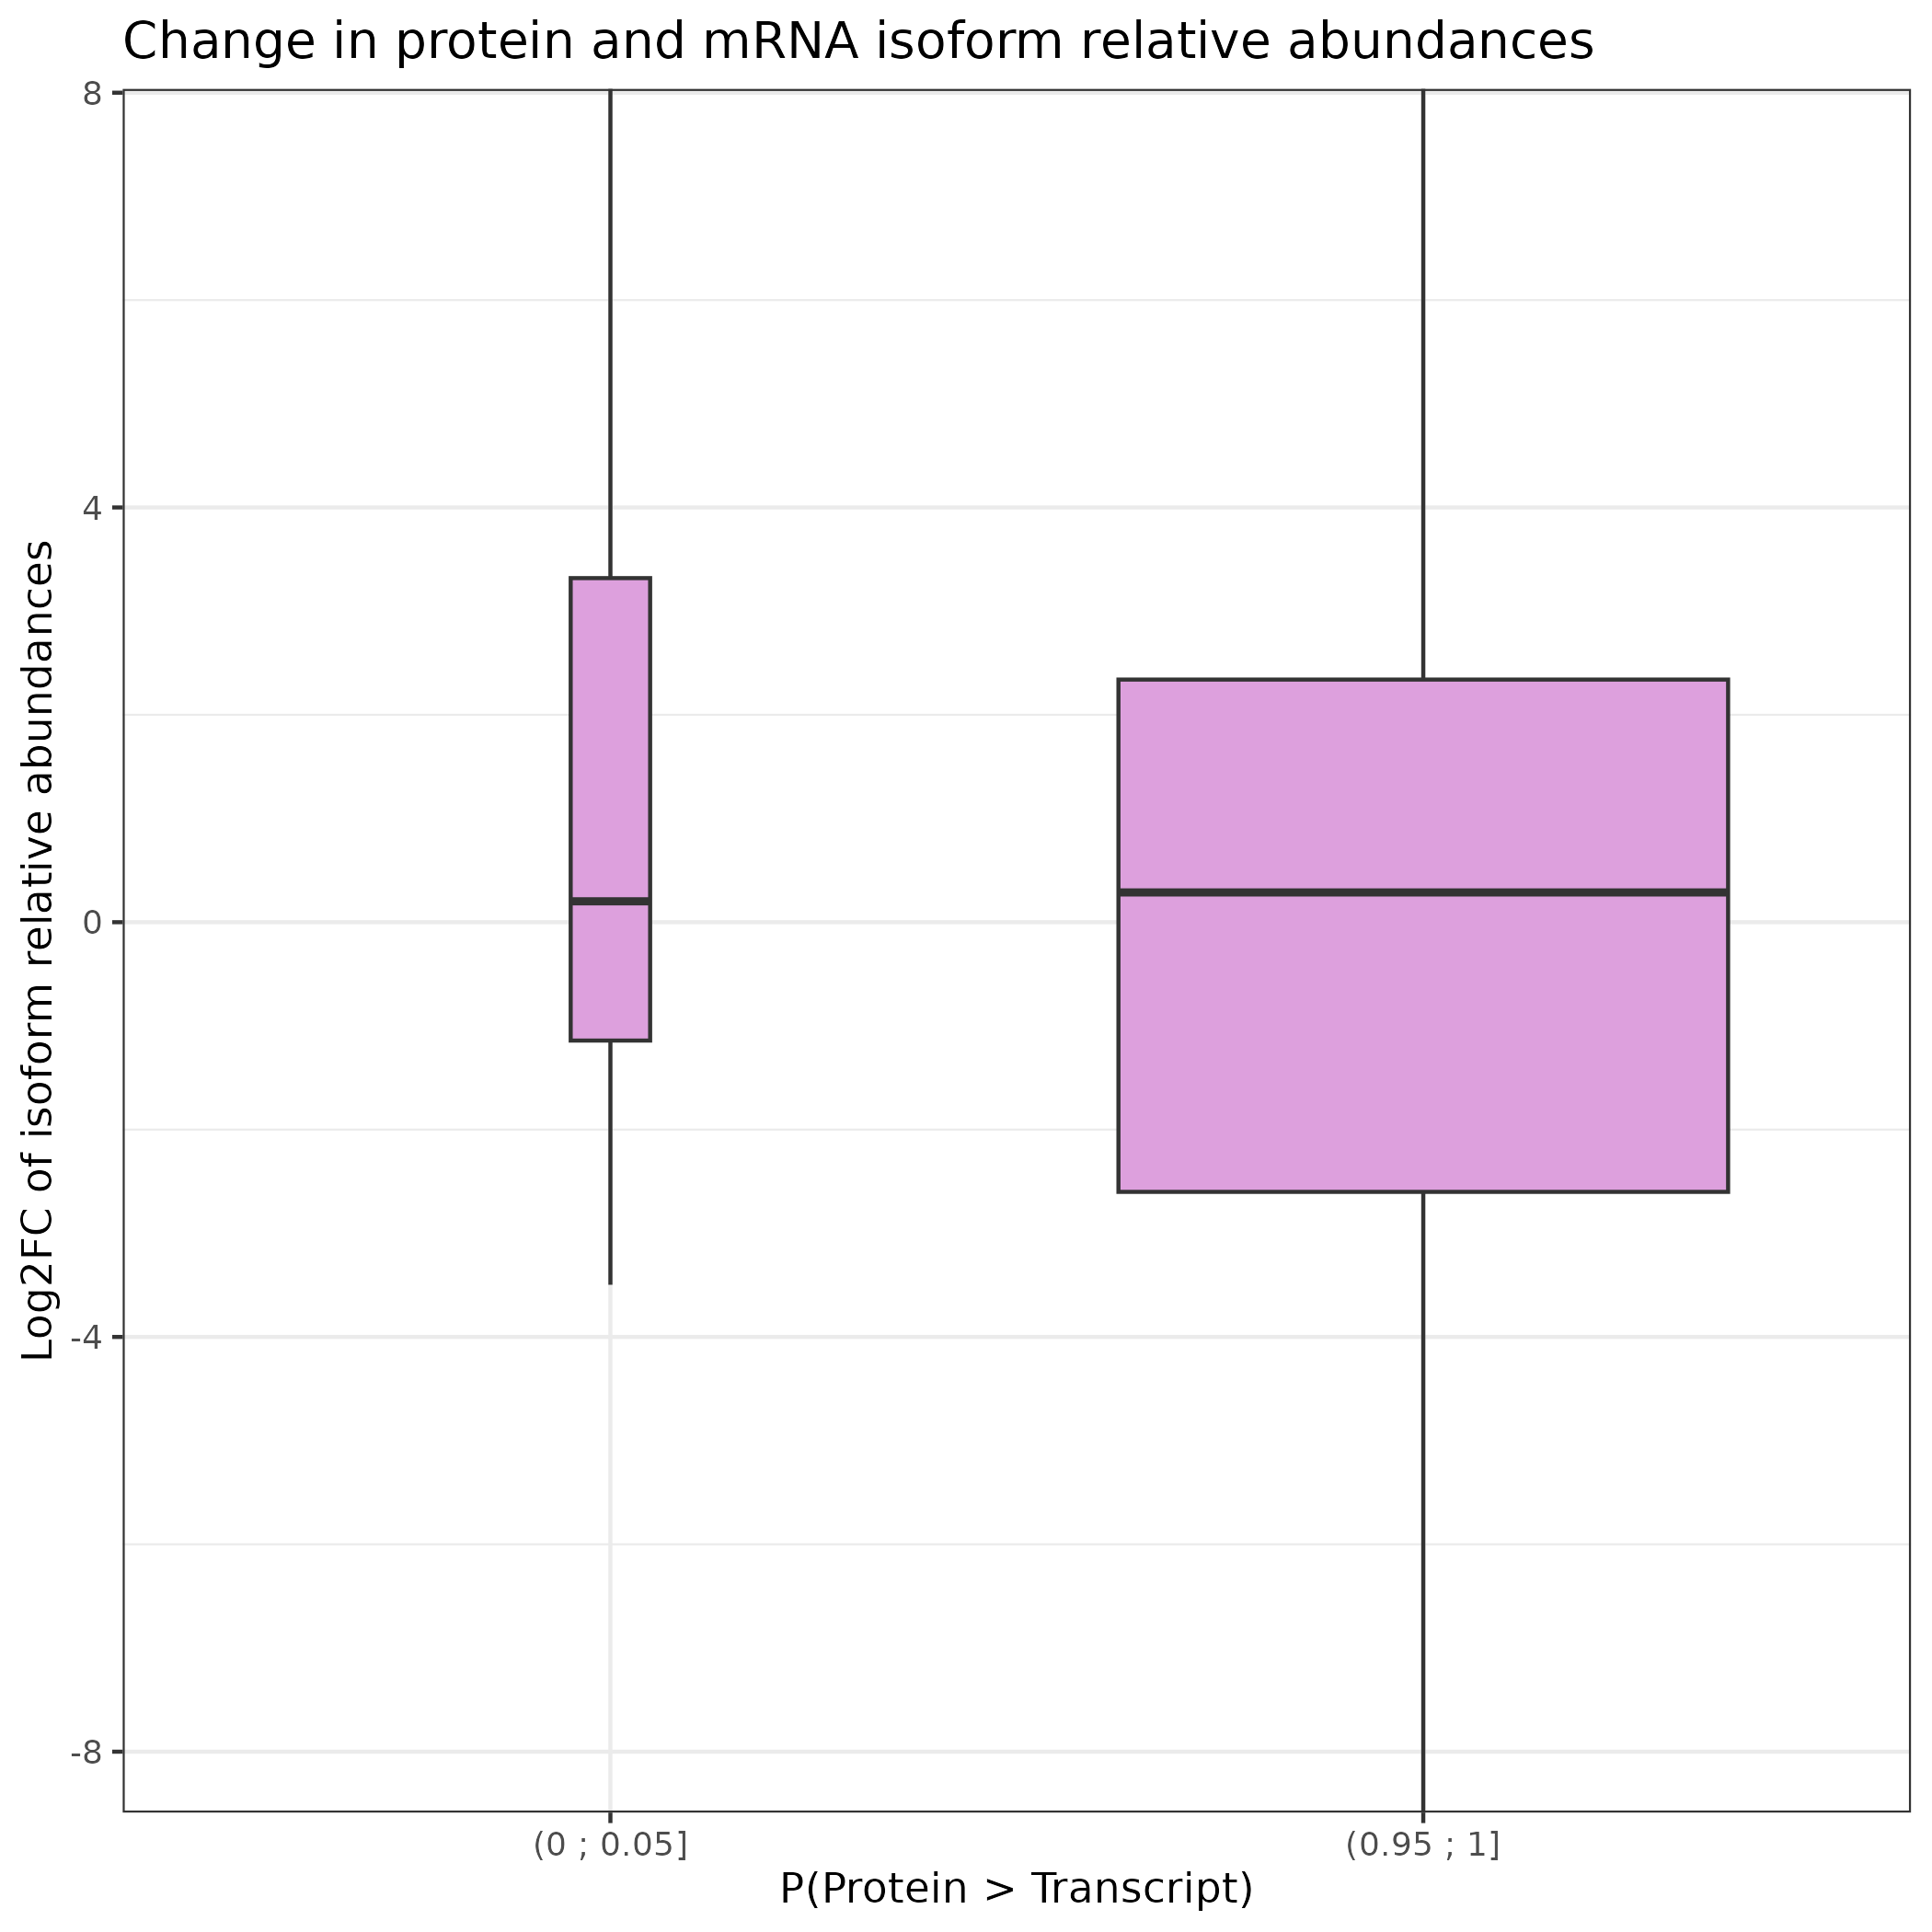 Change in protein and mRNA isoform relative abundances
Log2FC of isoform relative abundances
8
4
0
-4
-8
(0 ; 0.05]
(0.95 ; 1]
P(Protein > Transcript)